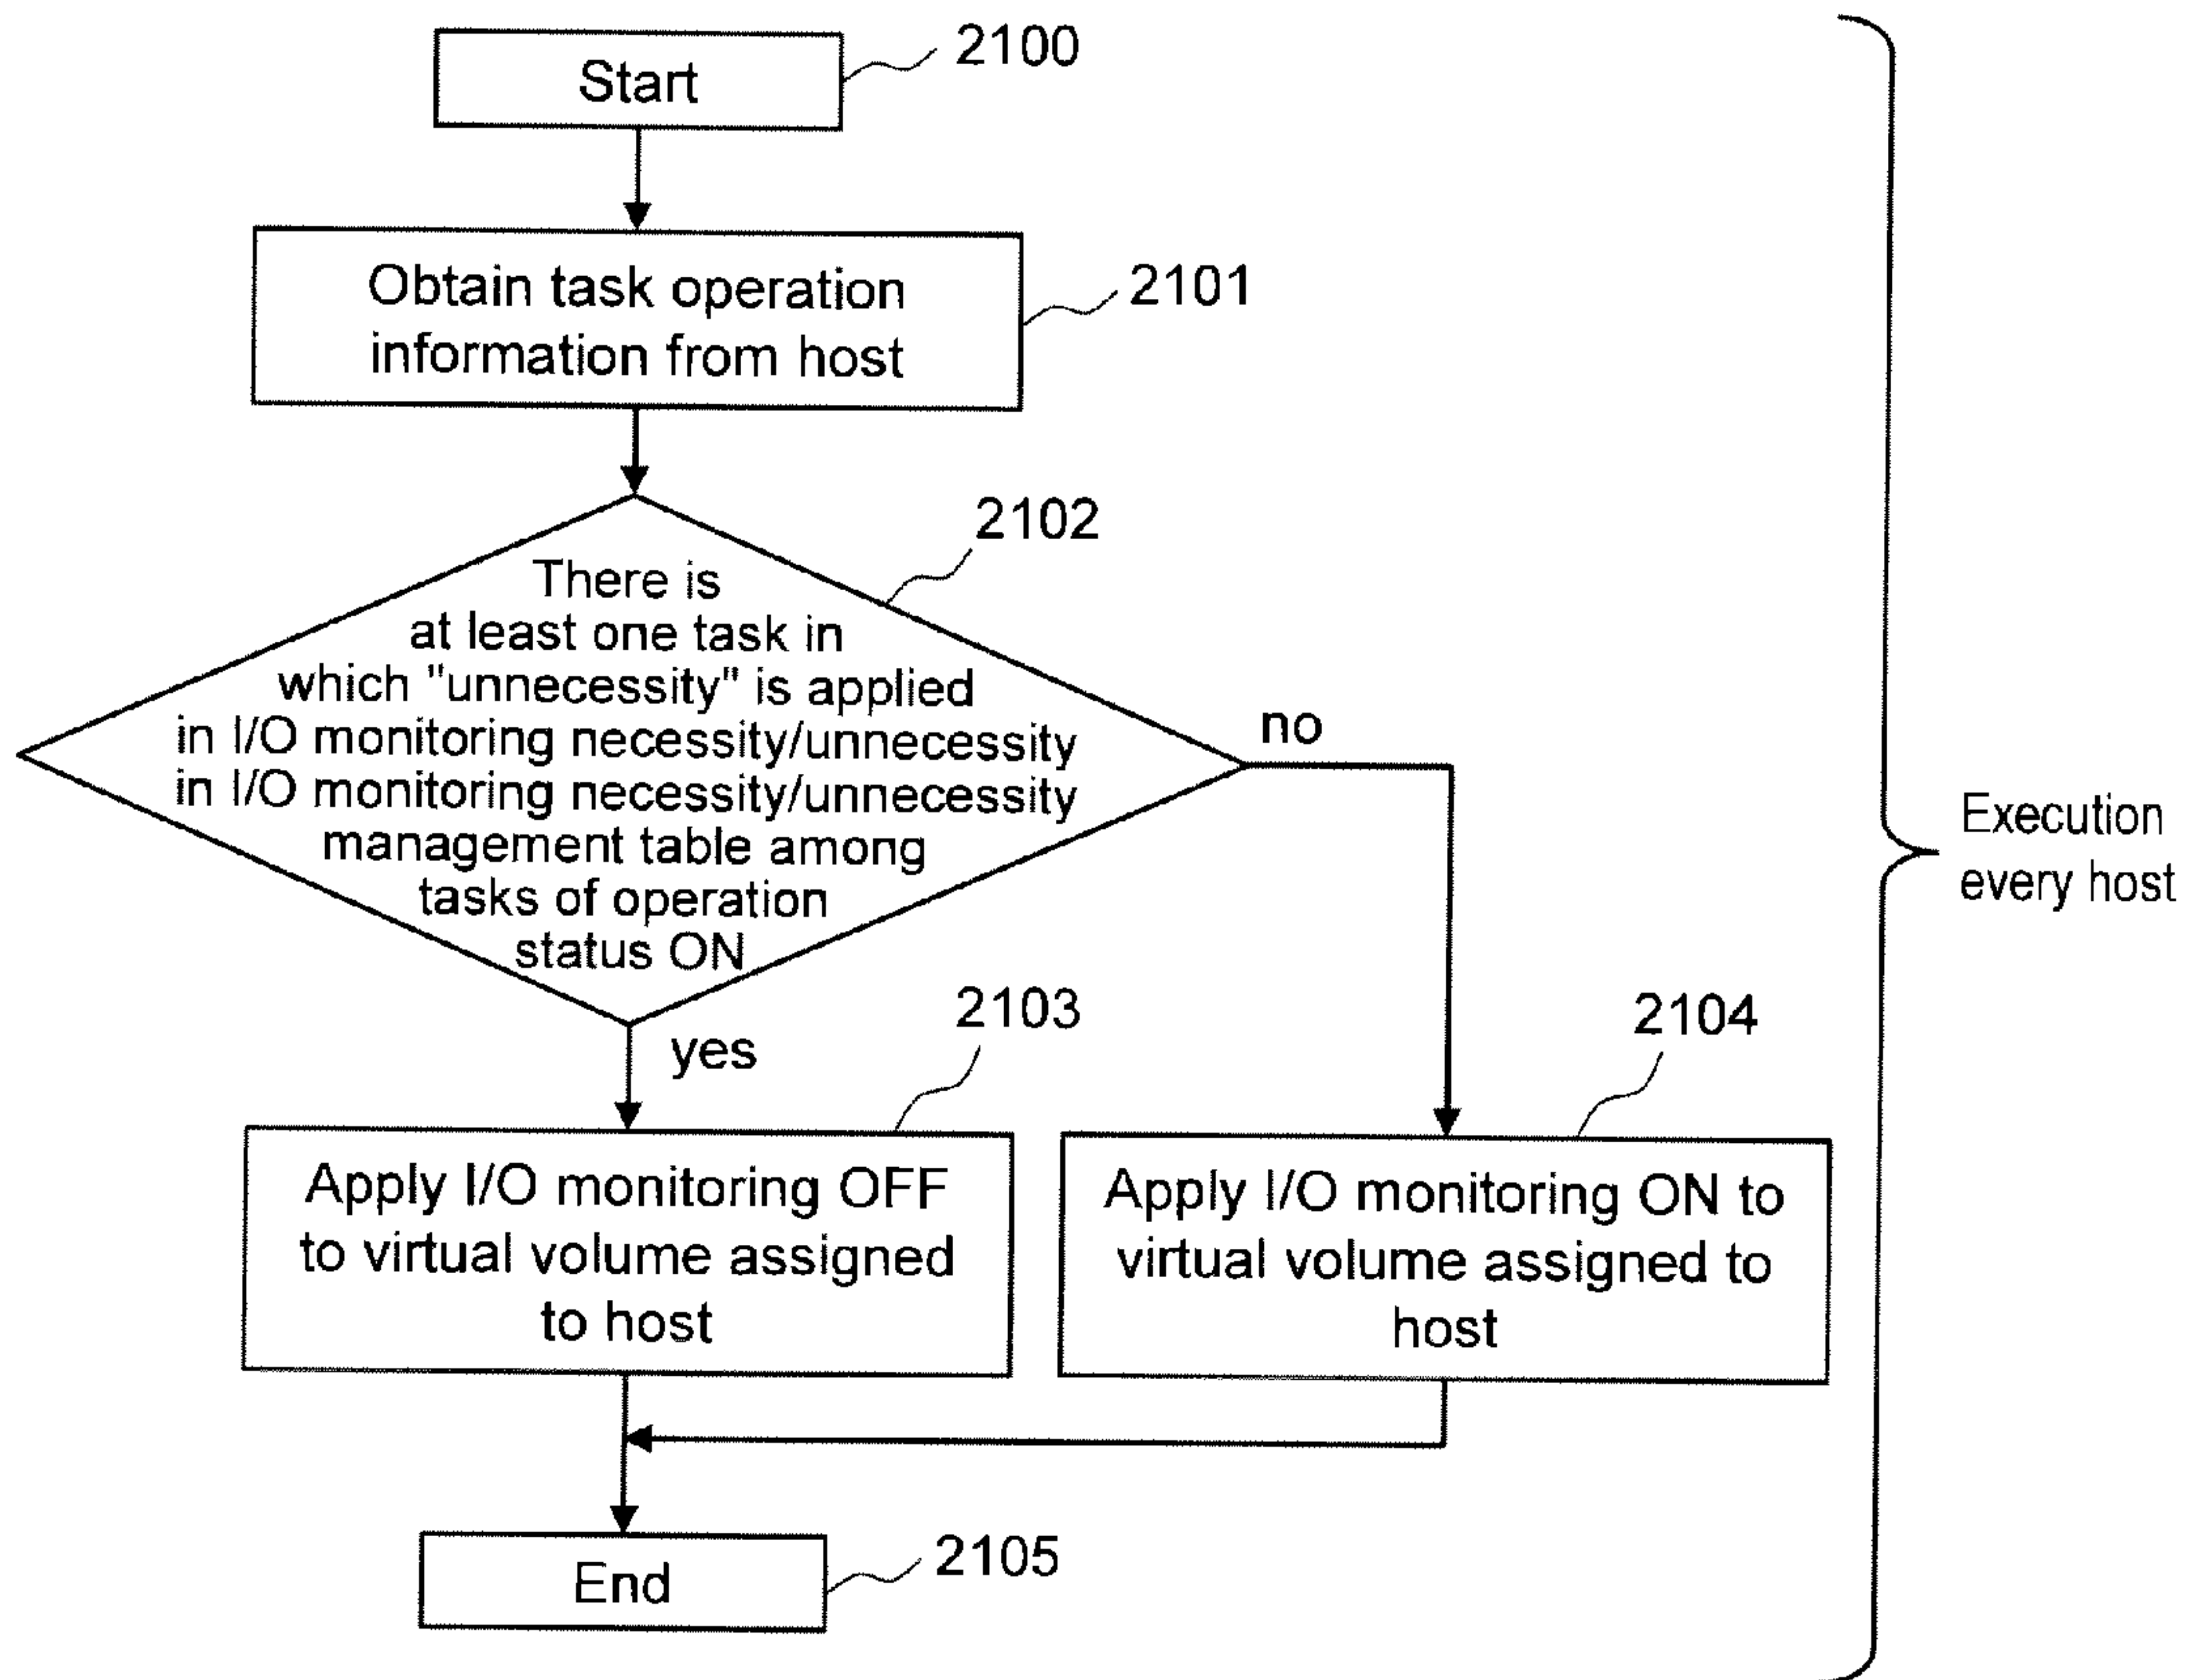 2100
Start
2101
Obtain task operation
information from host
2102
There is
at least one task in
which "unnecessity" is applied
in I/O monitoring necessity/unnecessity
in I/O monitoring necessity/unnecessity
management table among
tasks of operation
status ON
no
yes
2103
Apply I/O monitoring OFF
to virtual volume assigned
to host
2104
Apply I/O monitoring ON to
virtual volume assigned to
host
End
2105
Execution
every host